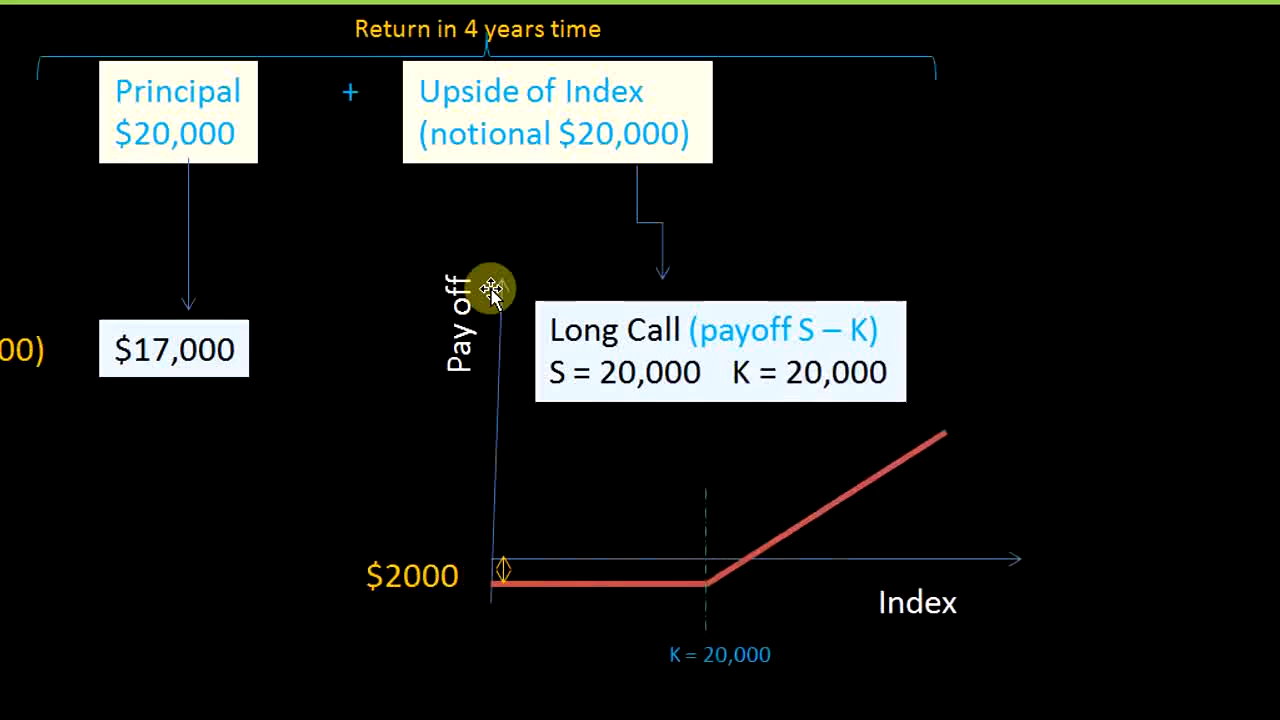 Return in 4 years time
Principal
$20,000
+
Upside of Index
(notional $20,000)
00)
$17,000
Pay off
Long Call (payoff S – K)
S = 20,000 K = 20,000
$2000
Index
K = 20,000